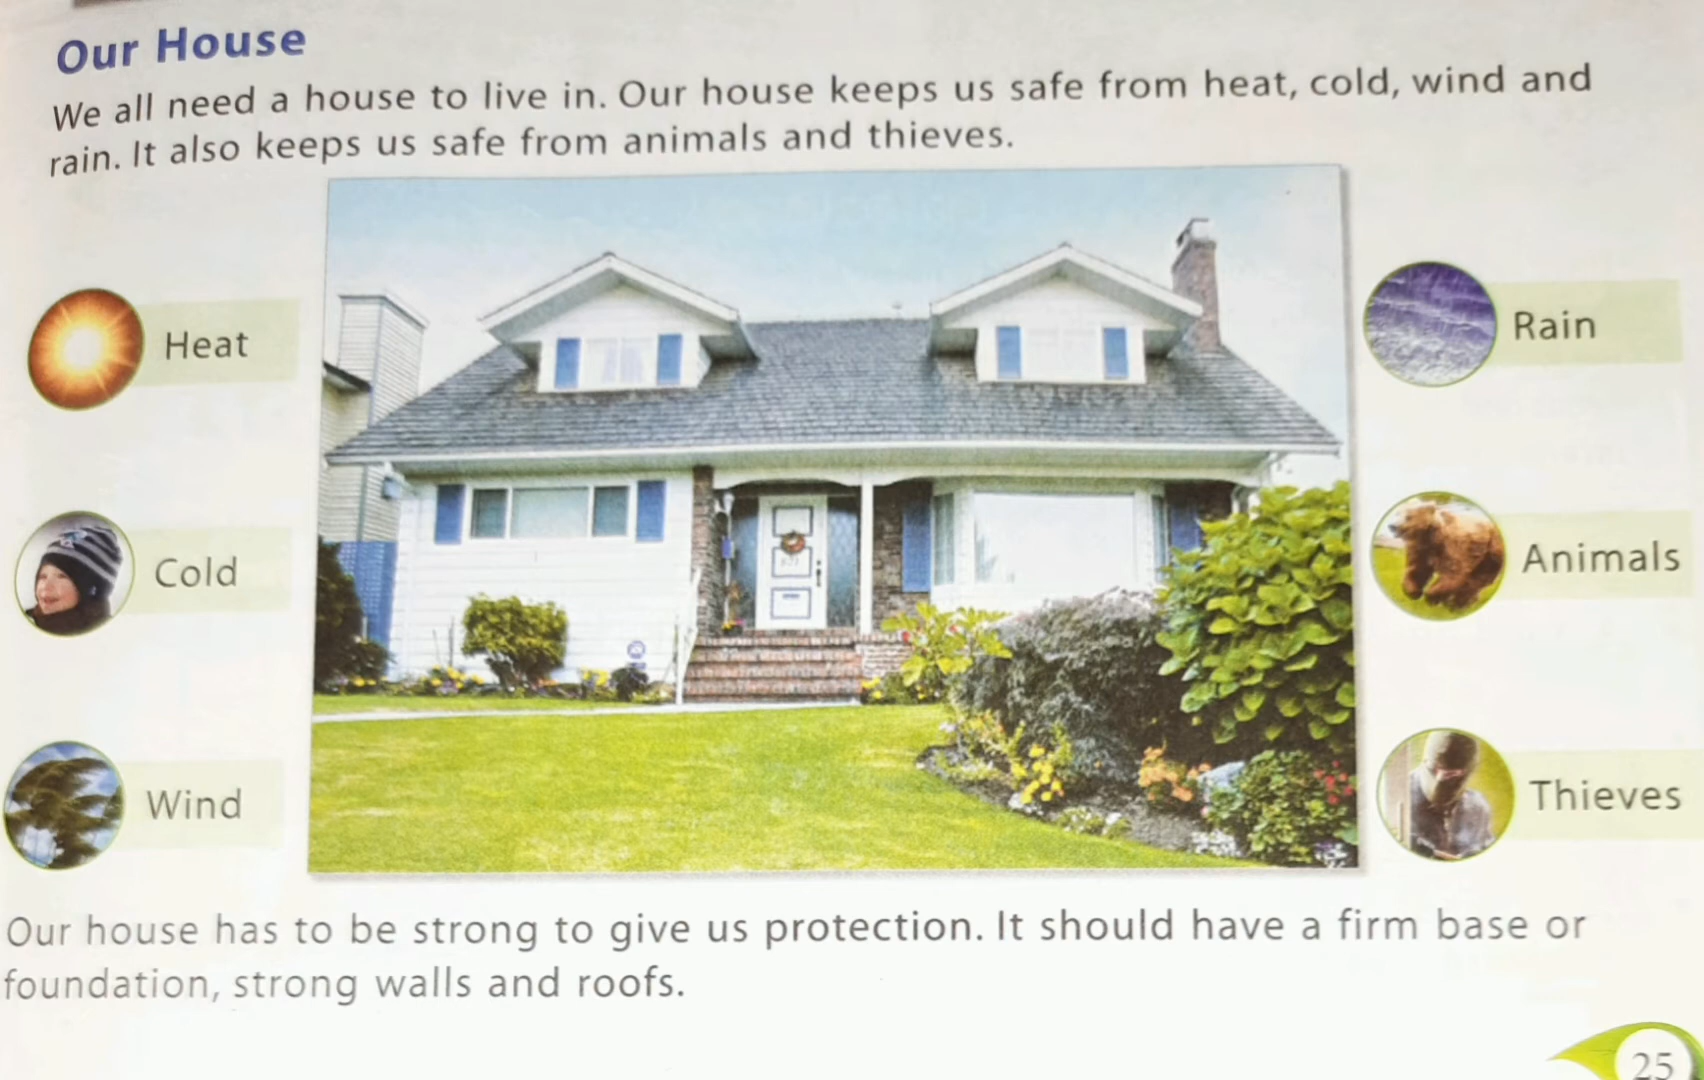 Our House
We all need a house to live in. Our house keeps us safe from heat, cold, wind and
rain. It also keeps us safe from animals and thieves.
Heat
Rain
Cold
Animals
Wind
Thieves
Our house has to be strong to give us protection. It should have a firm base or
foundation, strong walls and roofs.
25